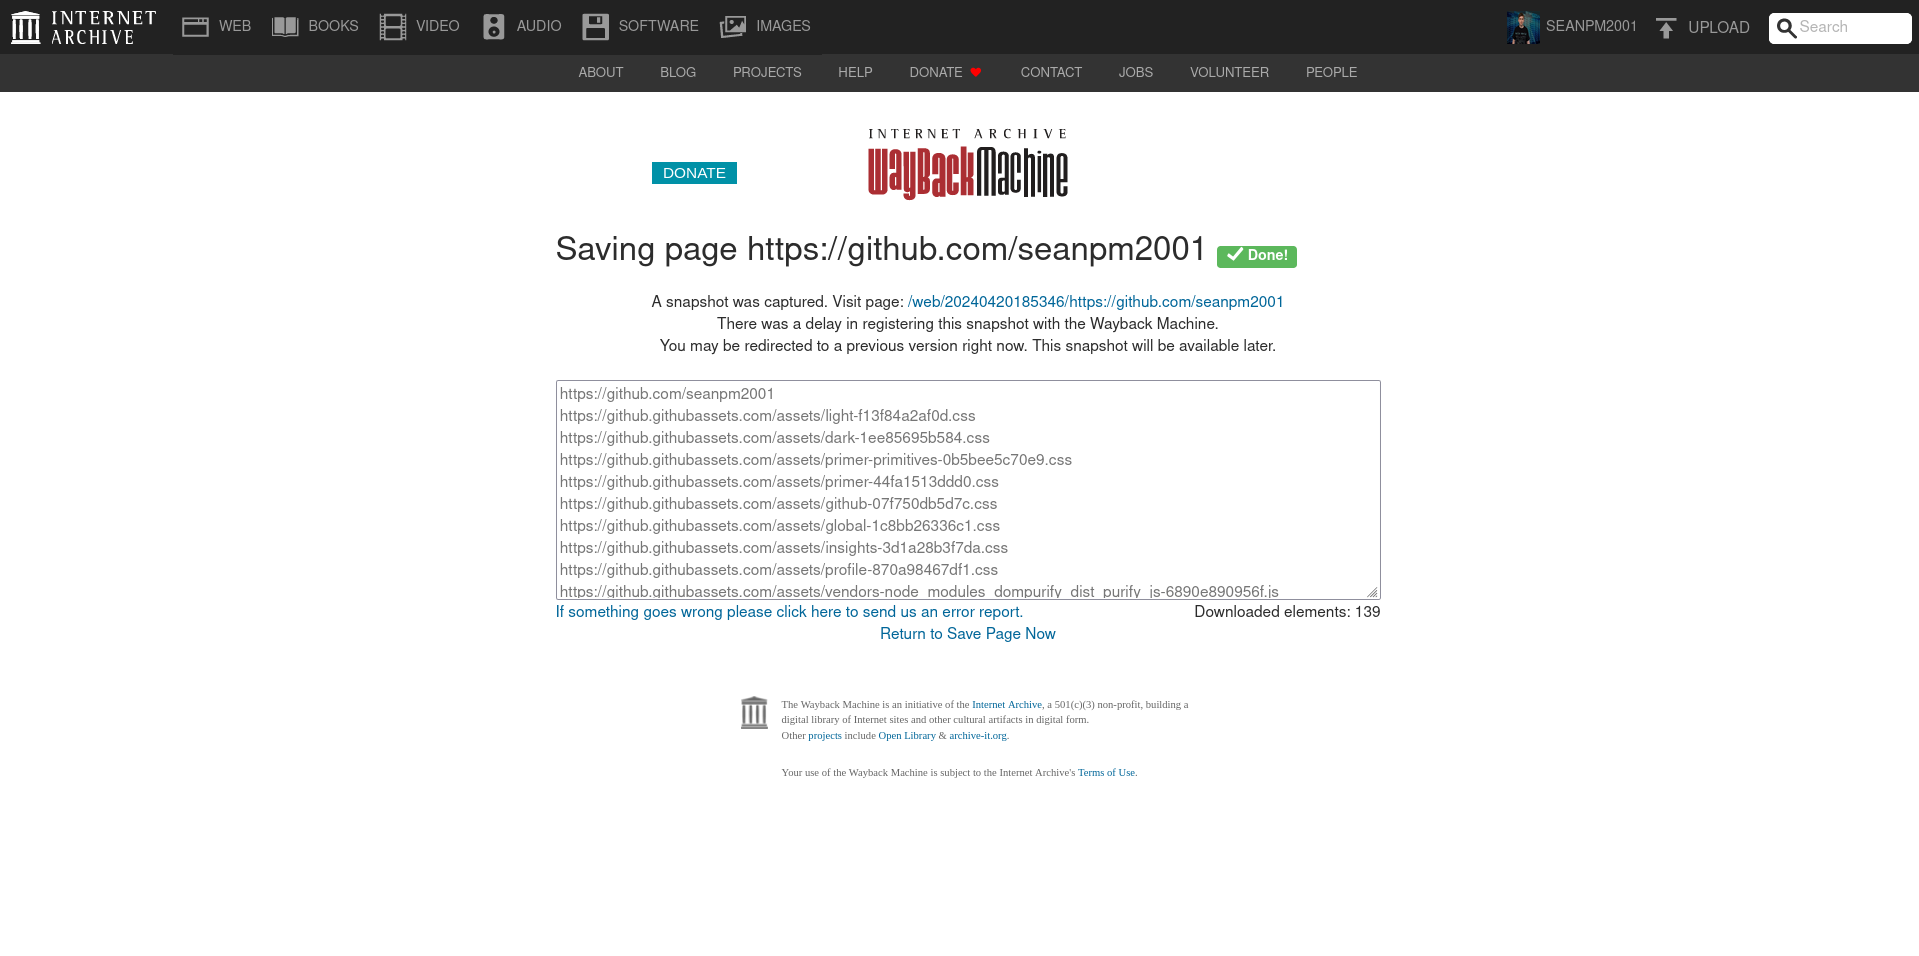 INTERNET ARCHIVE
WEB BOOKS VIDEO AUDIO SOFTWARE IMAGES SEANPM2001 UPLOAD Search
ABOUT BLOG PROJECTS HELP DONATE CONTACT JOBS VOLUNTEER PEOPLE
INTERNET ARCHIVE
WayBackMachine
DONATE
Saving page https://github.com/seanpm2001 Done!
A snapshot was captured. Visit page: /web/20240420185346/https://github.com/seanpm2001
There was a delay in registering this snapshot with the Wayback Machine.
You may be redirected to a previous version right now. This snapshot will be available later.
https://github.com/seanpm2001
https://github.githubassets.com/assets/light-f13f84a2af0d.css
https://github.githubassets.com/assets/dark-1ee85695b584.css
https://github.githubassets.com/assets/primer-primitives-0b5bee5c70e9.css
https://github.githubassets.com/assets/primer-44fa1513ddd0.css
https://github.githubassets.com/assets/github-07f750db5d7c.css
https://github.githubassets.com/assets/global-1c8bb26336c1.css
https://github.githubassets.com/assets/insights-3d1a28b3f7da.css
https://github.githubassets.com/assets/profile-870a98467df1.css
https://github.githubassets.com/assets/vendors-node_modules_dompurify_dist_purify_js-6890e890956f.js
If something goes wrong please click here to send us an error report. Downloaded elements: 139
Return to Save Page Now
The Wayback Machine is an initiative of the Internet Archive, a 501(c)(3) non-profit, building a
digital library of Internet sites and other cultural artifacts in digital form.
Other projects include Open Library & archive-it.org.
Your use of the Wayback Machine is subject to the Internet Archive's Terms of Use.